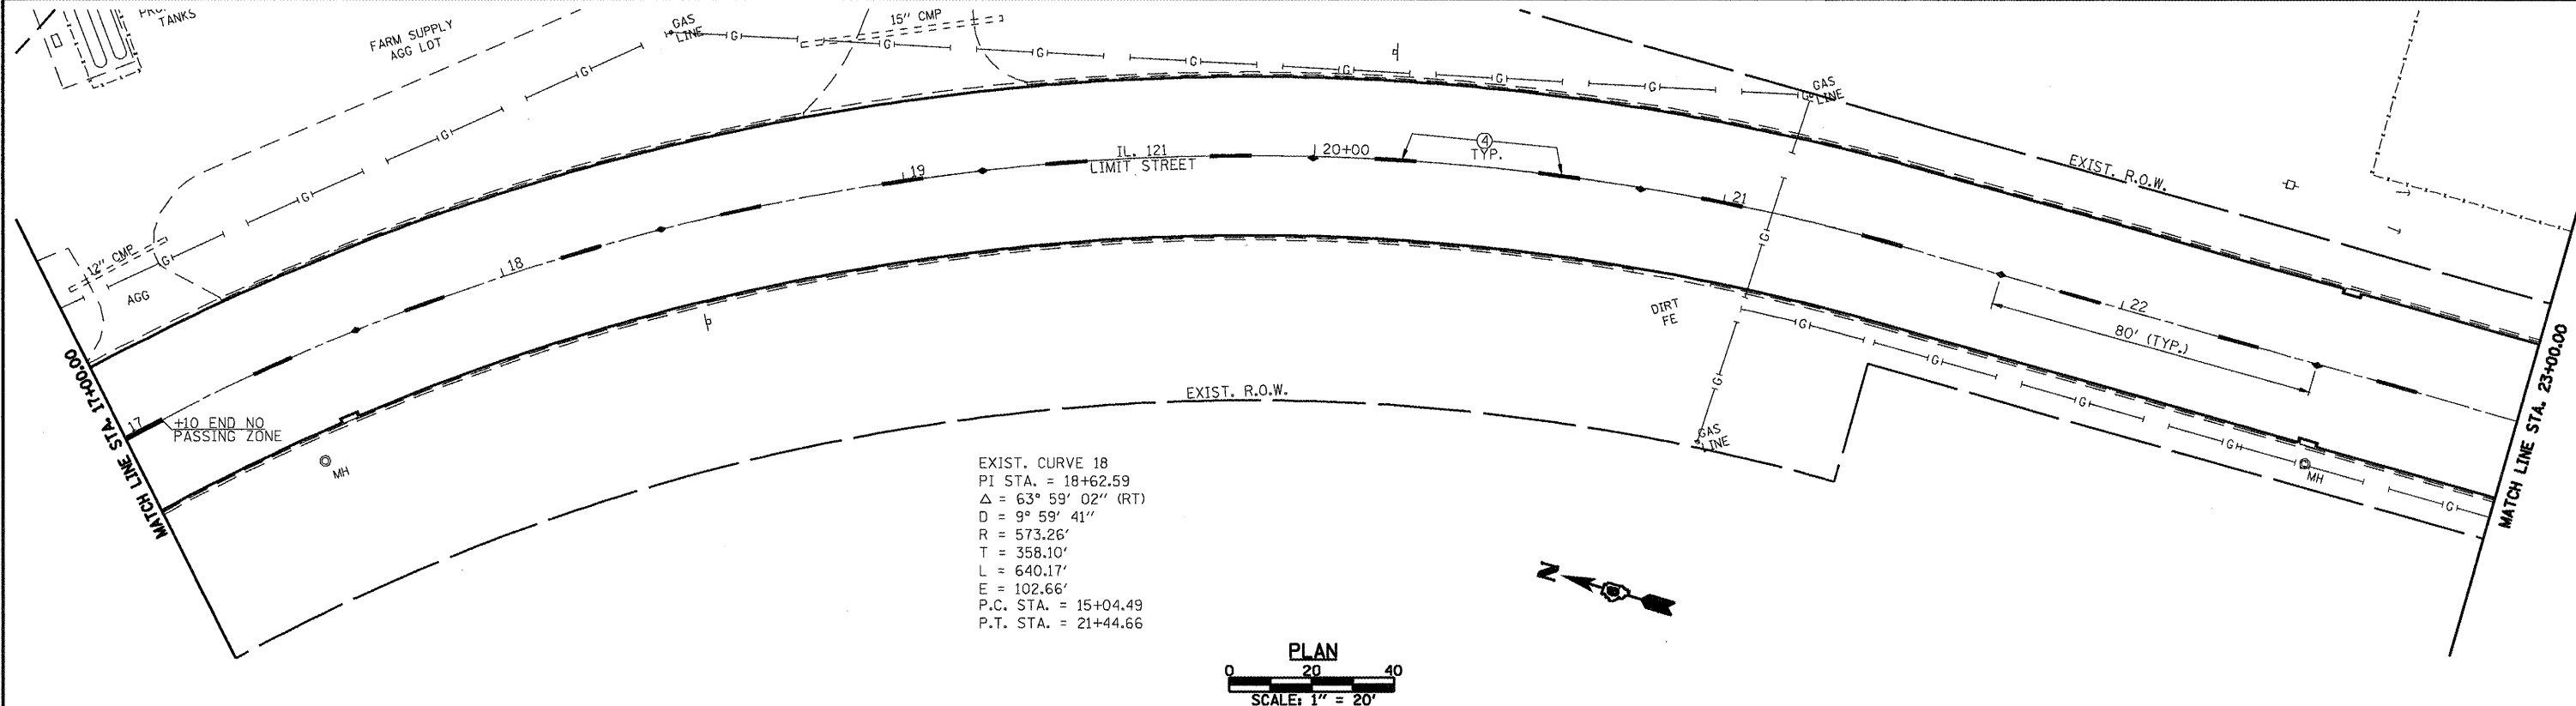 TANKS
FARM SUPPLY
AGG LOT
GAS
LINE
15" CMP
GAS
LINE
EXIST. R.O.W.
IL. 121
LIMIT STREET
20+00
4
TYP.
19
21
18
22
80' (TYP.)
12" CMP
AGG
DIRT
FE
17
+10 END NO
PASSING ZONE
MH
EXIST. R.O.W.
GAS
LINE
MH
MATCH LINE STA. 17+00.00
MATCH LINE STA. 23+00.00
G G G G G G G G G G G G G G G G G G G G G G
EXIST. CURVE 18
PI STA. = 18+62.59
Δ = 63° 59' 02" (RT)
D = 9° 59' 41"
R = 573.26'
T = 358.10'
L = 640.17'
E = 102.66'
P.C. STA. = 15+04.49
P.T. STA. = 21+44.66
N
PLAN
0 20 40
SCALE: 1" = 20'